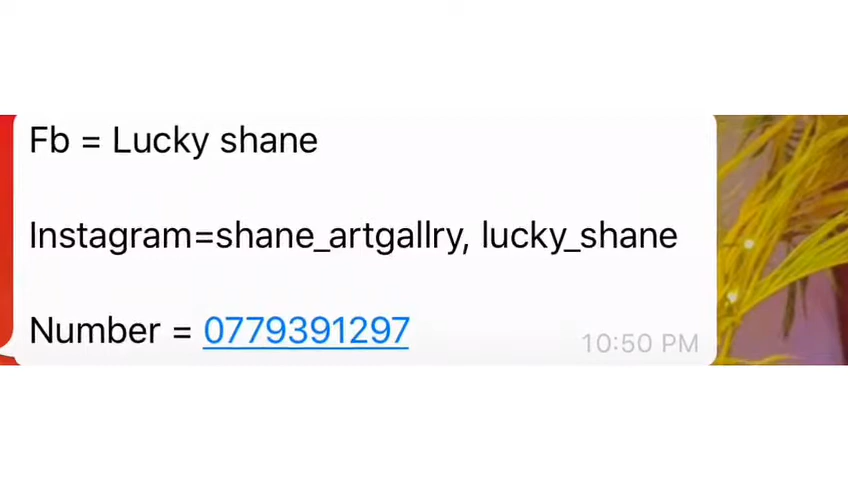 Fb = Lucky shane
Instagram=shane_artgallry, lucky_shane
Number = 0779391297
10:50 PM